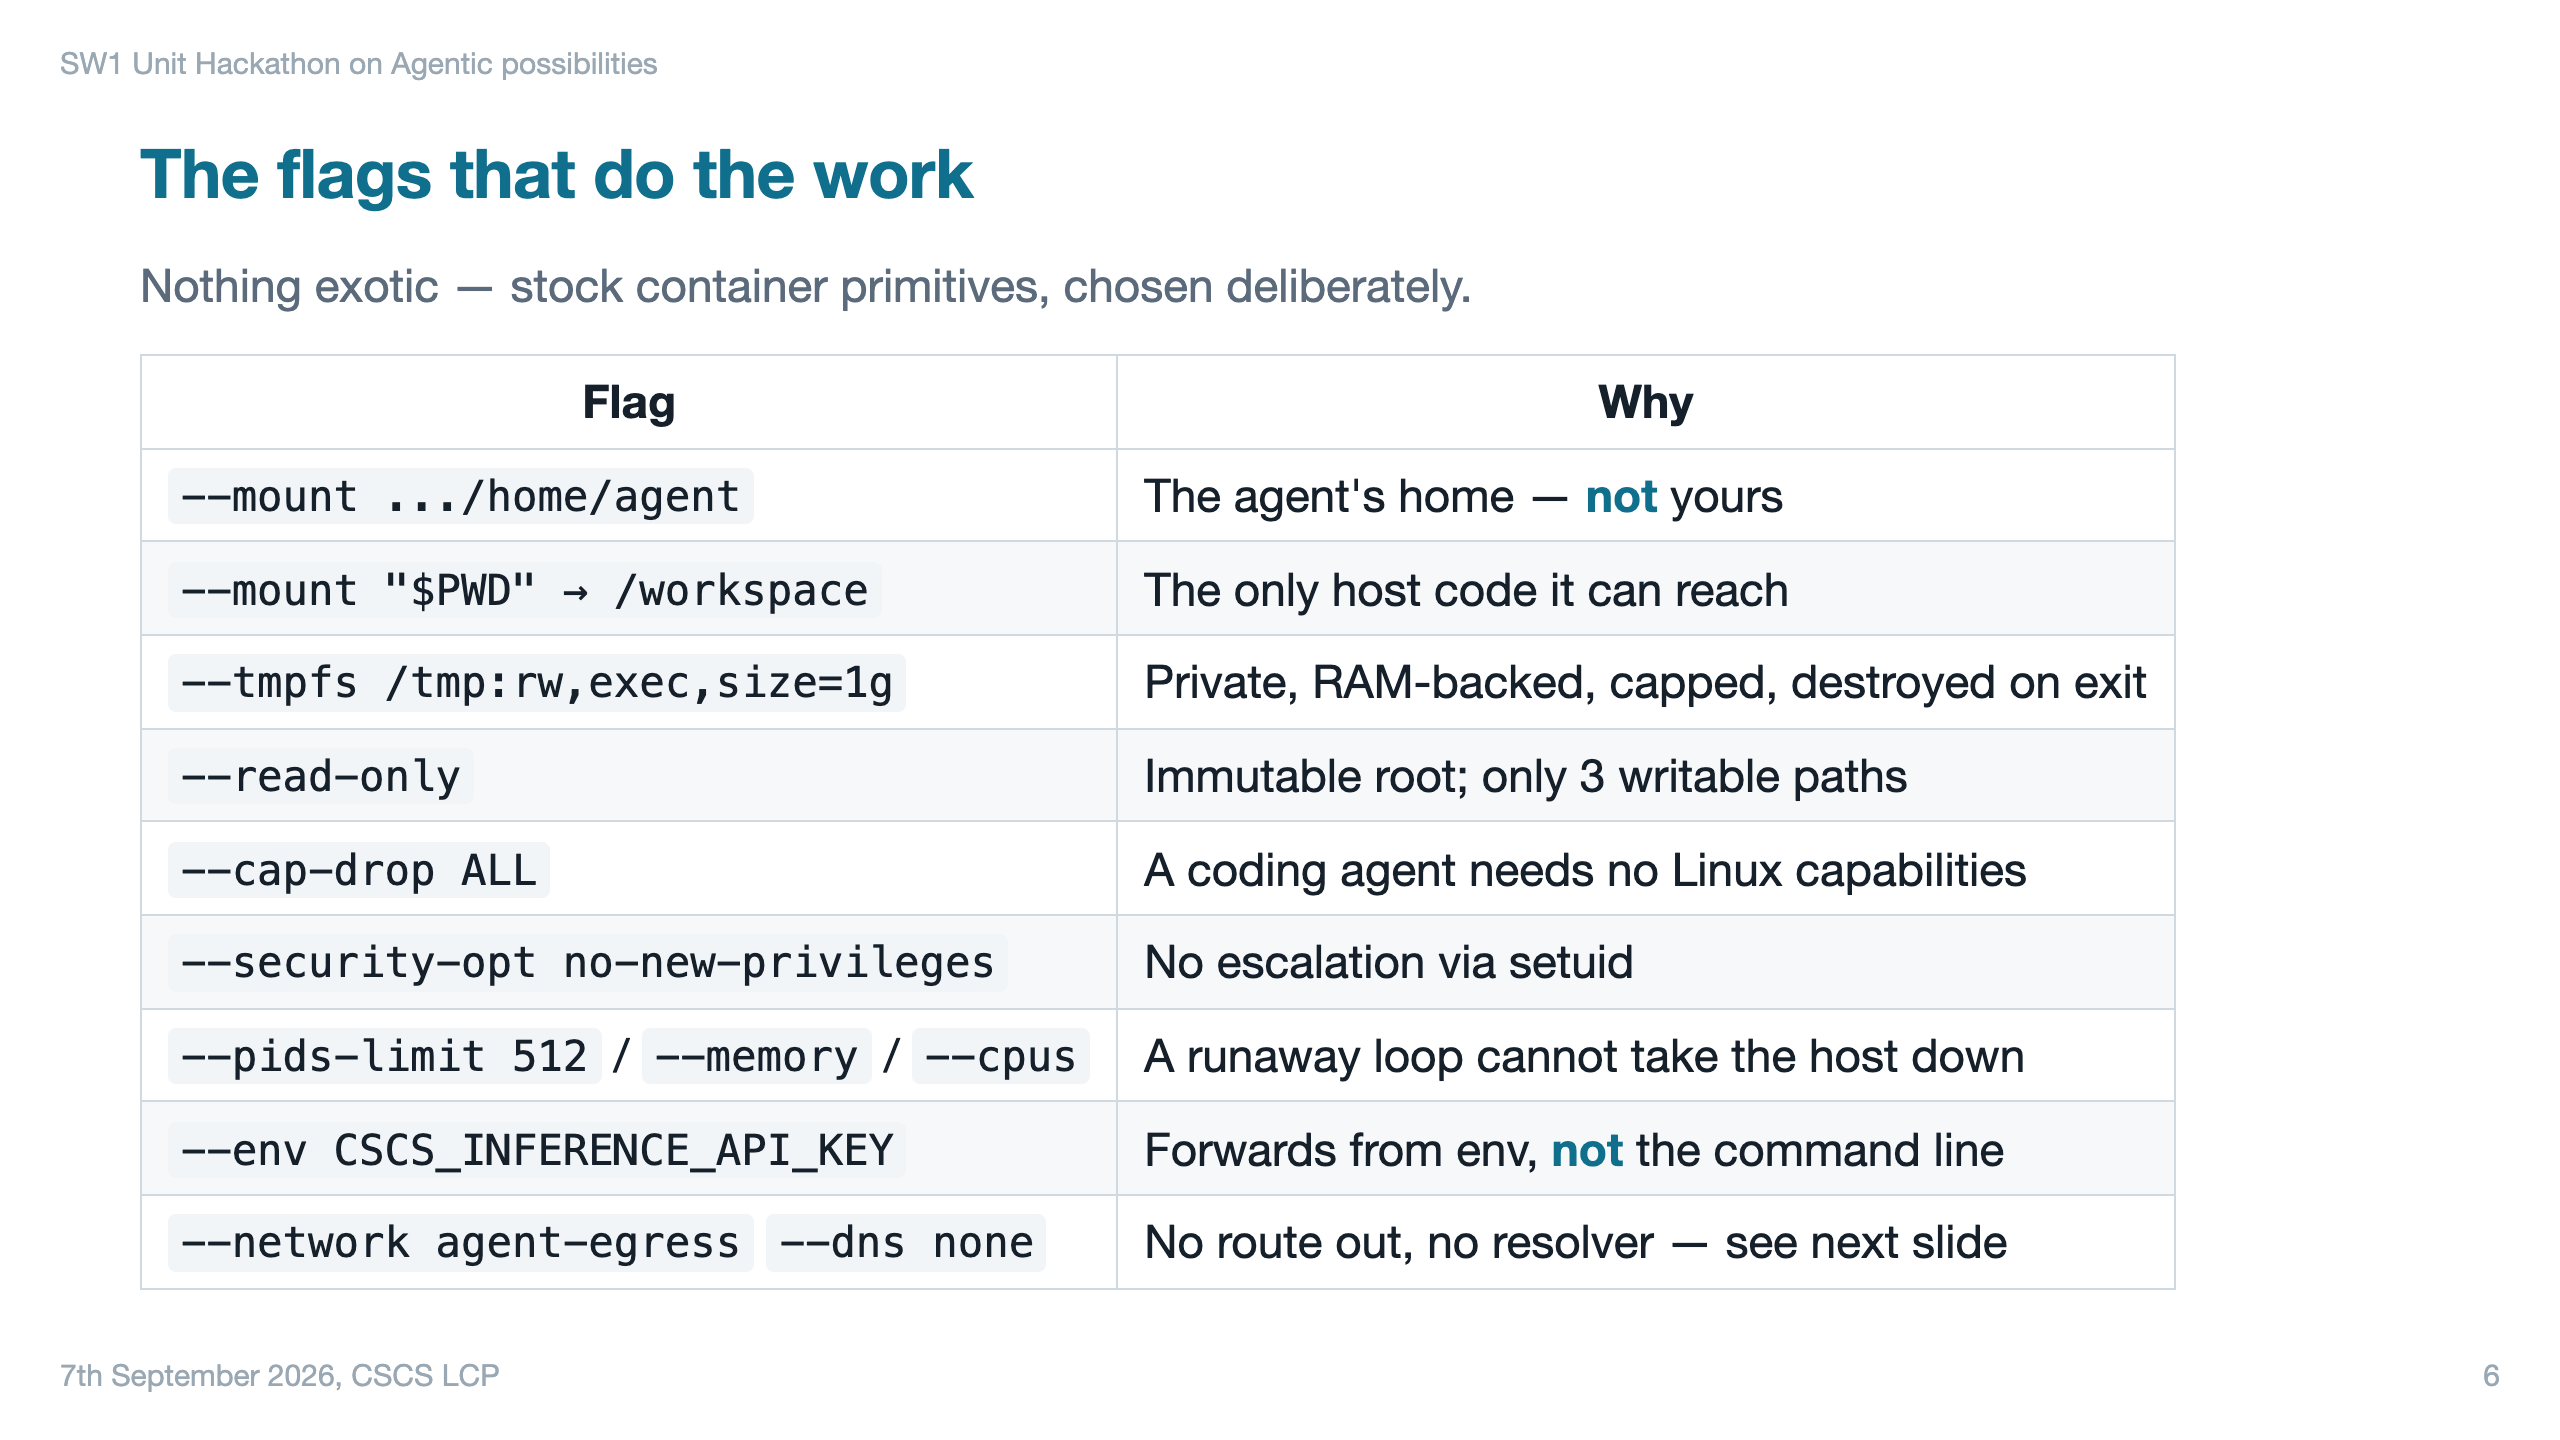 SW1 Unit Hackathon on Agentic possibilities
The flags that do the work
Nothing exotic — stock container primitives, chosen deliberately.
Flag Why
--mount .../home/agent The agent's home — not yours
--mount "$PWD" → /workspace The only host code it can reach
--tmpfs /tmp:rw,exec,size=1g Private, RAM-backed, capped, destroyed on exit
--read-only Immutable root; only 3 writable paths
--cap-drop ALL A coding agent needs no Linux capabilities
--security-opt no-new-privileges No escalation via setuid
--pids-limit 512 / --memory / --cpus A runaway loop cannot take the host down
--env CSCS_INFERENCE_API_KEY Forwards from env, not the command line
--network agent-egress --dns none No route out, no resolver — see next slide
7th September 2026, CSCS LCP 6